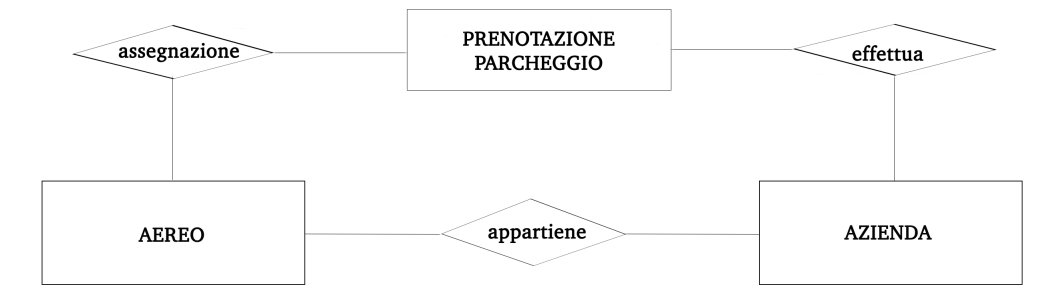 assegnazione
PRENOTAZIONE
PARCHEGGIO
effettua
AEREO
appartiene
AZIENDA